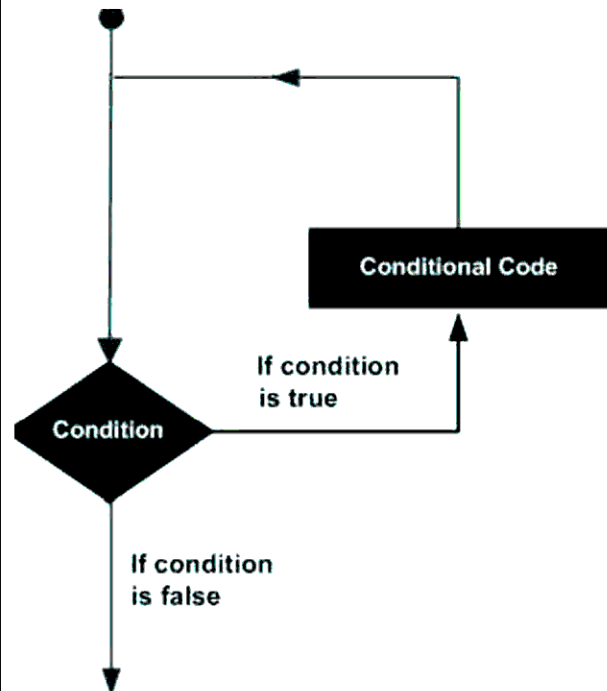 Conditional Code
If condition
is true
Condition
If condition
is false